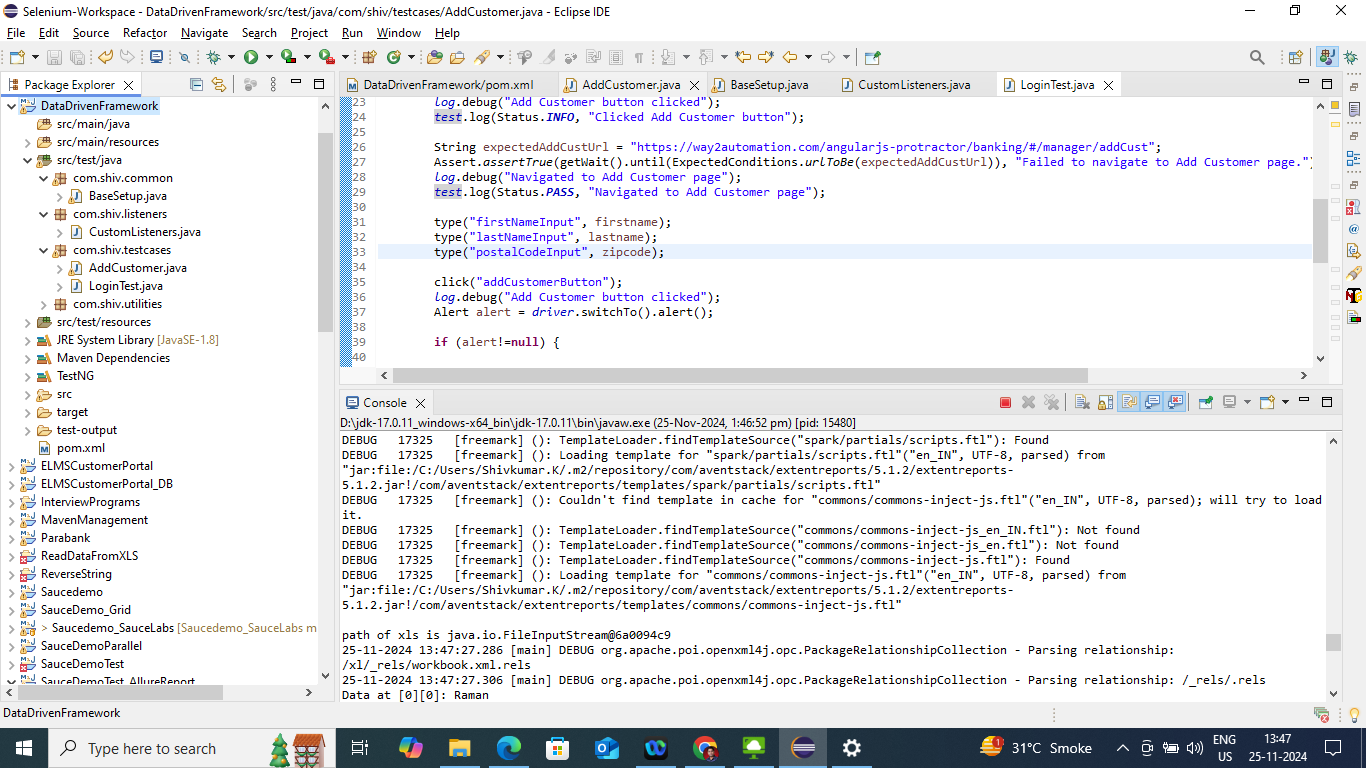 Selenium-Workspace - DataDrivenFramework/src/test/java/com/shiv/testcases/AddCustomer.java - Eclipse IDE
File Edit Source Refactor Navigate Search Project Run Window Help
Package Explorer
DataDrivenFramework/pom.xml AddCustomer.java BaseSetup.java CustomListeners.java LoginTest.java
DataDrivenFramework
src/main/java
src/main/resources
src/test/java
com.shiv.common
BaseSetup.java
com.shiv.listeners
CustomListeners.java
com.shiv.testcases
AddCustomer.java
LoginTest.java
com.shiv.utilities
src/test/resources
JRE System Library [JavaSE-1.8]
Maven Dependencies
TestNG
src
target
test-output
pom.xml
ELMSCustomerPortal
ELMSCustomerPortal_DB
InterviewPrograms
MavenManagement
Parabank
ReadDataFromXLS
ReverseString
Saucedemo
SauceDemo_Grid
> Saucedemo_SauceLabs [Saucedemo_SauceLabs m
SauceDemoParallel
SauceDemoTest
SauceDemoTest_AllureReport
23 log.debug("Add Customer button clicked");
24 test.log(Status.INFO, "Clicked Add Customer button");
25
26 String expectedAddCustUrl = "https://way2automation.com/angularjs-protractor/banking/#/manager/addCust";
27 Assert.assertTrue(getWait().until(ExpectedConditions.urlToBe(expectedAddCustUrl)), "Failed to navigate to Add Customer page.")
28 log.debug("Navigated to Add Customer page");
29 test.log(Status.PASS, "Navigated to Add Customer page");
30
31 type("firstNameInput", firstname);
32 type("lastNameInput", lastname);
33 type("postalCodeInput", zipcode);
34
35 click("addCustomerButton");
36 log.debug("Add Customer button clicked");
37 Alert alert = driver.switchTo().alert();
38
39 if (alert!=null) {
40
Console
D:\jdk-17.0.11_windows-x64_bin\jdk-17.0.11\bin\javaw.exe (25-Nov-2024, 1:46:52 pm) [pid: 15480]
DEBUG 17325 [freemark] (): TemplateLoader.findTemplateSource("spark/partials/scripts.ftl"): Found
DEBUG 17325 [freemark] (): Loading template for "spark/partials/scripts.ftl"("en_IN", UTF-8, parsed) from
"jar:file:/C:/Users/Shivkumar.K/.m2/repository/com/aventstack/extentreports/5.1.2/extentreports-
5.1.2.jar!/com/aventstack/extentreports/templates/spark/partials/scripts.ftl"
DEBUG 17325 [freemark] (): Couldn't find template in cache for "commons/commons-inject-js.ftl"("en_IN", UTF-8, parsed); will try to load
it.
DEBUG 17325 [freemark] (): TemplateLoader.findTemplateSource("commons/commons-inject-js_en_IN.ftl"): Not found
DEBUG 17325 [freemark] (): TemplateLoader.findTemplateSource("commons/commons-inject-js_en.ftl"): Not found
DEBUG 17325 [freemark] (): TemplateLoader.findTemplateSource("commons/commons-inject-js.ftl"): Found
DEBUG 17325 [freemark] (): Loading template for "commons/commons-inject-js.ftl"("en_IN", UTF-8, parsed) from
"jar:file:/C:/Users/Shivkumar.K/.m2/repository/com/aventstack/extentreports/5.1.2/extentreports-
5.1.2.jar!/com/aventstack/extentreports/templates/commons/commons-inject-js.ftl"
path of xls is java.io.FileInputStream@6a0094c9
25-11-2024 13:47:27.286 [main] DEBUG org.apache.poi.openxml4j.opc.PackageRelationshipCollection - Parsing relationship:
/xl/_rels/workbook.xml.rels
25-11-2024 13:47:27.306 [main] DEBUG org.apache.poi.openxml4j.opc.PackageRelationshipCollection - Parsing relationship: /_rels/.rels
Data at [0][0]: Raman
DataDrivenFramework
Type here to search
1
31°C Smoke
ENG
US
13:47
25-11-2024